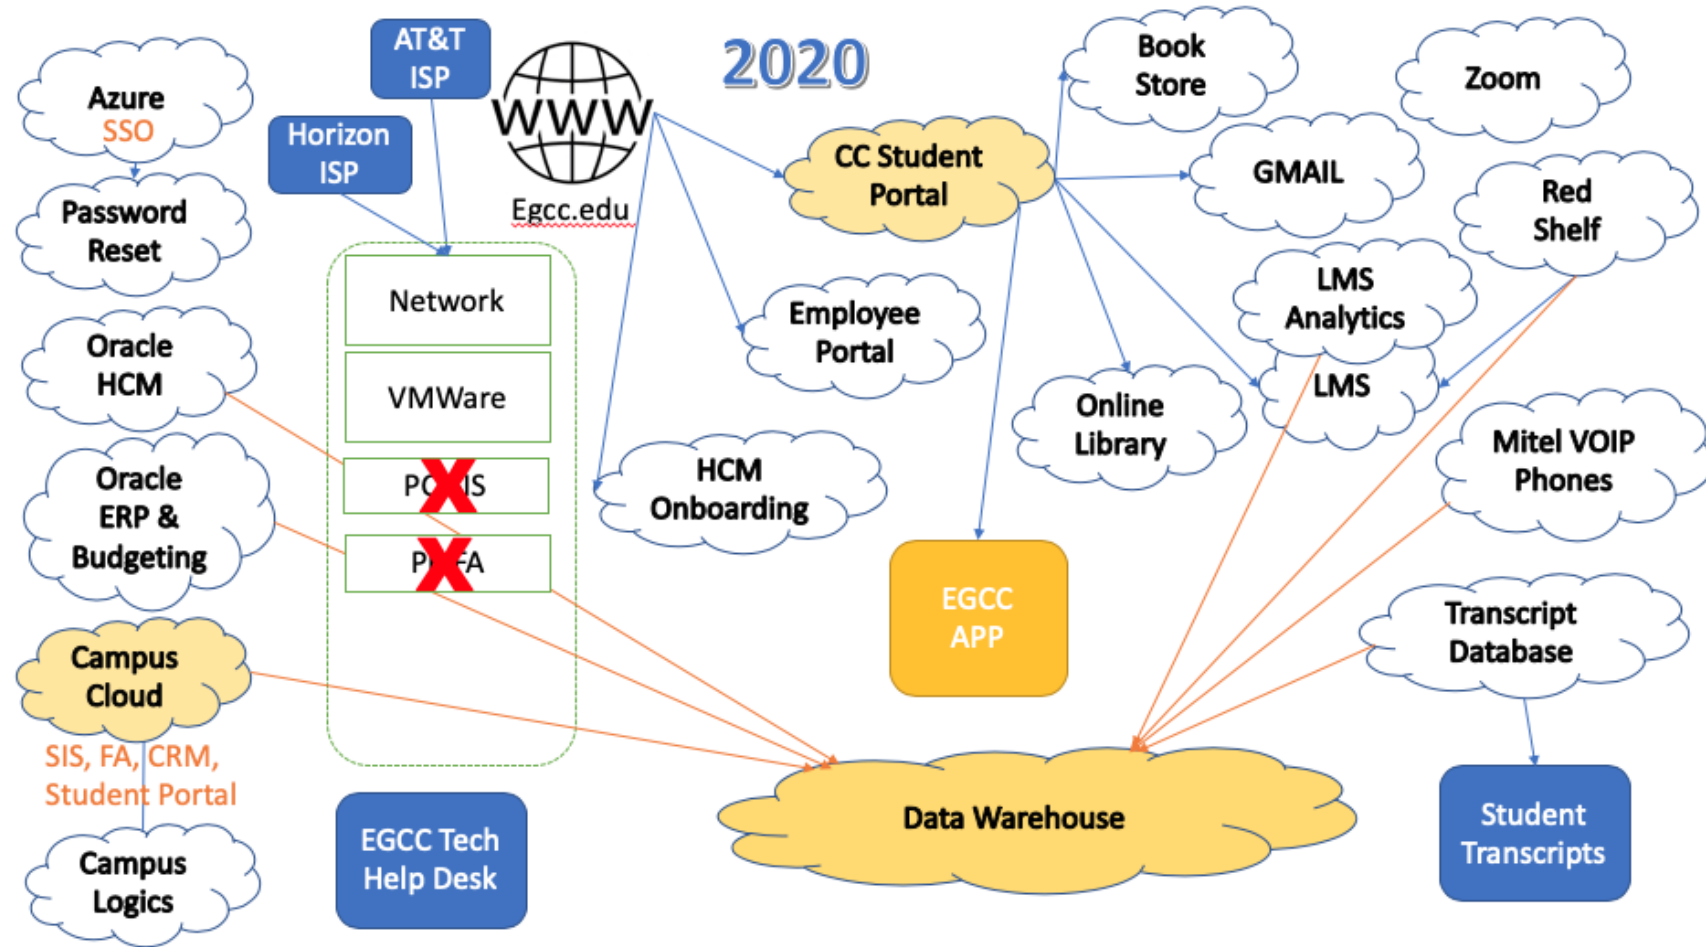 2020
AT&T
ISP
Horizon
ISP
WWW
Egcc.edu
Azure
SSO
Password
Reset
Oracle
HCM
Oracle
ERP &
Budgeting
Campus
Cloud
SIS, FA, CRM,
Student Portal
Campus
Logics
Network
VMWare
EGCC Tech
Help Desk
CC Student
Portal
Employee
Portal
HCM
Onboarding
EGCC
APP
Book
Store
GMAIL
Zoom
Red
Shelf
LMS
Analytics
LMS
Online
Library
Mitel VOIP
Phones
Transcript
Database
Student
Transcripts
Data Warehouse